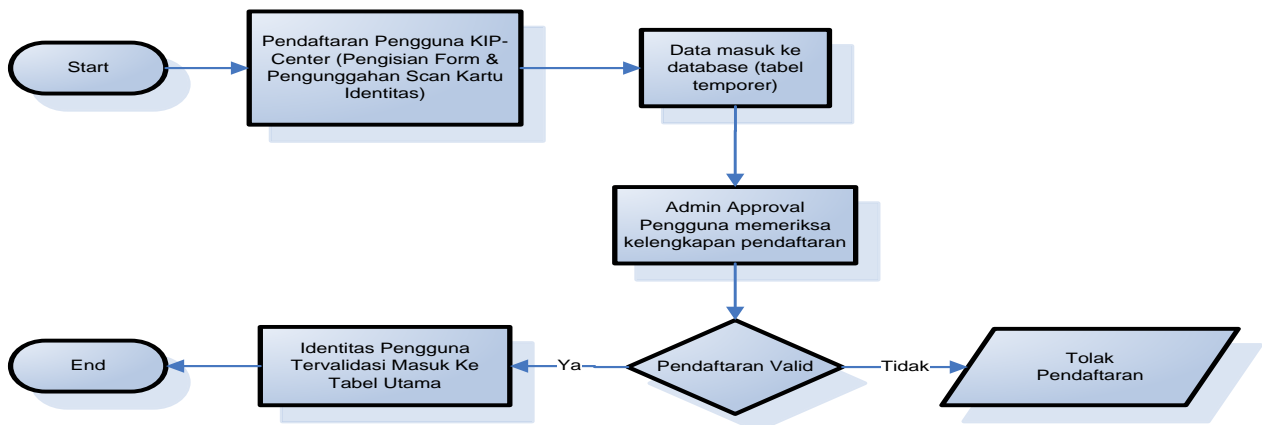 Start
Pendaftaran Pengguna KIP-
Center (Pengisian Form &
Pengunggahan Scan Kartu
Identitas)
Data masuk ke
database (tabel
temporer)
Admin Approval
Pengguna memeriksa
kelengkapan pendaftaran
End
Identitas Pengguna
Tervalidasi Masuk Ke
Tabel Utama
Ya
Pendaftaran Valid
Tidak
Tolak
Pendaftaran